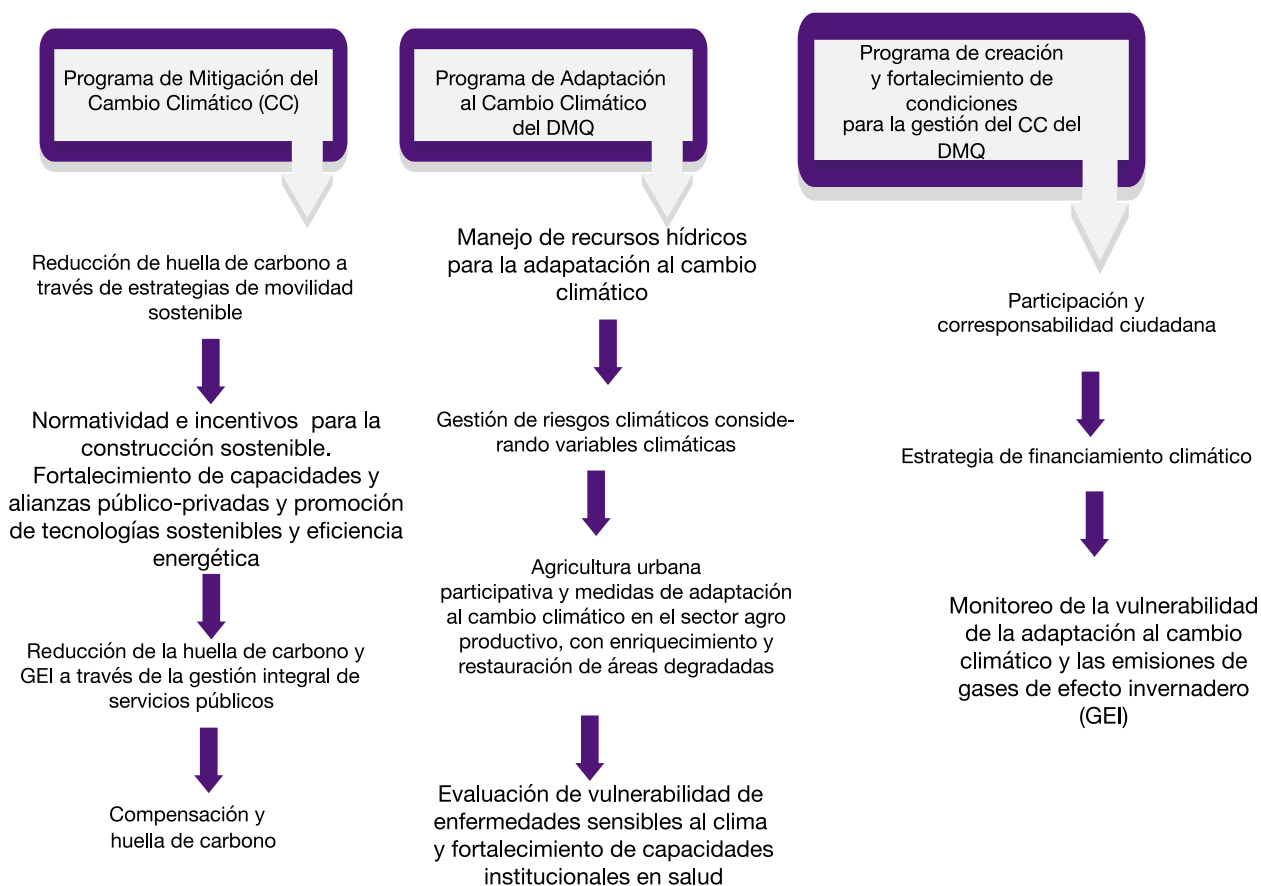 Programa de Mitigación del
Cambio Climático (CC)
Reducción de huella de carbono a
través de estrategias de movilidad
sostenible
Normatividad e incentivos para la
construcción sostenible.
Fortalecimiento de capacidades y
alianzas público-privadas y promoción
de tecnologías sostenibles y eficiencia
energética
Reducción de la huella de carbono y
GEI a través de la gestión integral de
servicios públicos
Compensación y
huella de carbono
Programa de Adaptación
al Cambio Climático
del DMQ
Manejo de recursos hídricos
para la adapatación al cambio
climático
Gestión de riesgos climáticos conside-
rando variables climáticas
Agricultura urbana
participativa y medidas de adaptación
al cambio climático en el sector agro
productivo, con enriquecimiento y
restauración de áreas degradadas
Evaluación de vulnerabilidad de
enfermedades sensibles al clima
y fortalecimiento de capacidades
institucionales en salud
Programa de creación
y fortalecimiento de
condiciones
para la gestión del CC del
DMQ
Participación y
corresponsabilidad ciudadana
Estrategia de financiamiento climático
Monitoreo de la vulnerabilidad
de la adaptación al cambio
climático y las emisiones de
gases de efecto invernadero
(GEI)